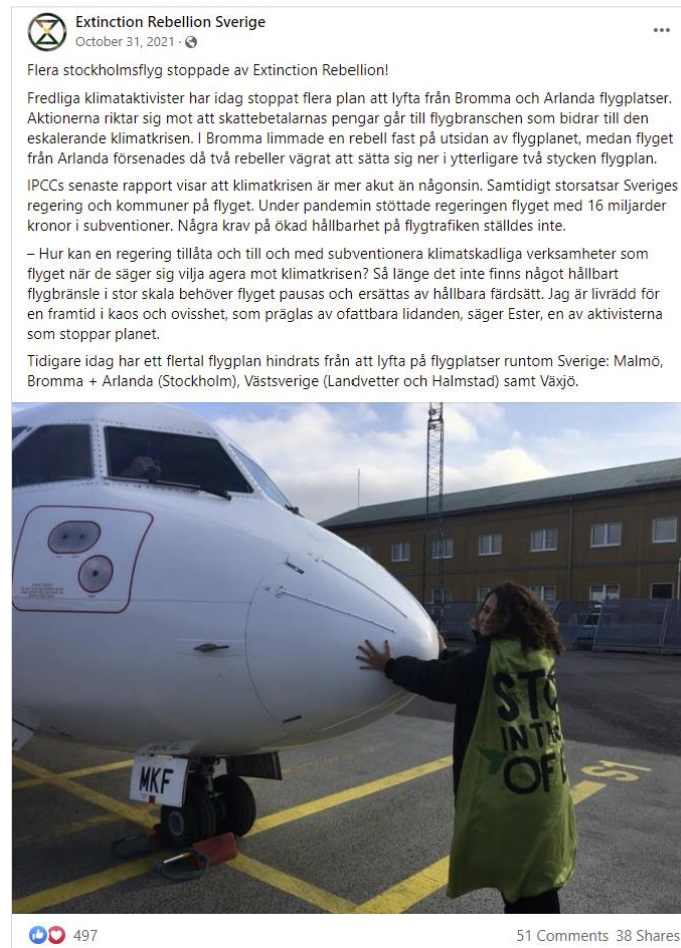 Extinction Rebellion Sverige
October 31, 2021 ·
Flera stockholmsflyg stoppade av Extinction Rebellion!
Fredliga klimataktivister har idag stoppat flera plan att lyfta från Bromma och Arlanda flygplatser.
Aktionerna riktar sig mot att skattebetalarnas pengar går till flygbranschen som bidrar till den
eskalerande klimatkrisen. I Bromma limmade en rebell fast på utsidan av flygplanet, medan flyget
från Arlanda försenades då två rebeller vägrat att sätta sig ner i ytterligare två stycken flygplan.
IPCCs senaste rapport visar att klimatkrisen är mer akut än någonsin. Samtidigt storsatsar Sveriges
regering och kommuner på flyget. Under pandemin stöttade regeringen flyget med 16 miljarder
kronor i subventioner. Några krav på ökad hållbarhet på flygtrafiken ställdes inte.
– Hur kan en regering tillåta och till och med subventionera klimatskadliga verksamheter som
flyget när de säger sig vilja agera mot klimatkrisen? Så länge det inte finns något hållbart
flygbränsle i stor skala behöver flyget pausas och ersättas av hållbara färdsätt. Jag är livrädd för
en framtid i kaos och ovisshet, som präglas av ofattbara lidanden, säger Ester, en av aktivisterna
som stoppar planet.
Tidigare idag har ett flertal flygplan hindrats från att lyfta på flygplatser runtom Sverige: Malmö,
Bromma + Arlanda (Stockholm), Västsverige (Landvetter och Halmstad) samt Växjö.
MKF
STO
IN T
OF
S1
497
51 Comments 38 Shares